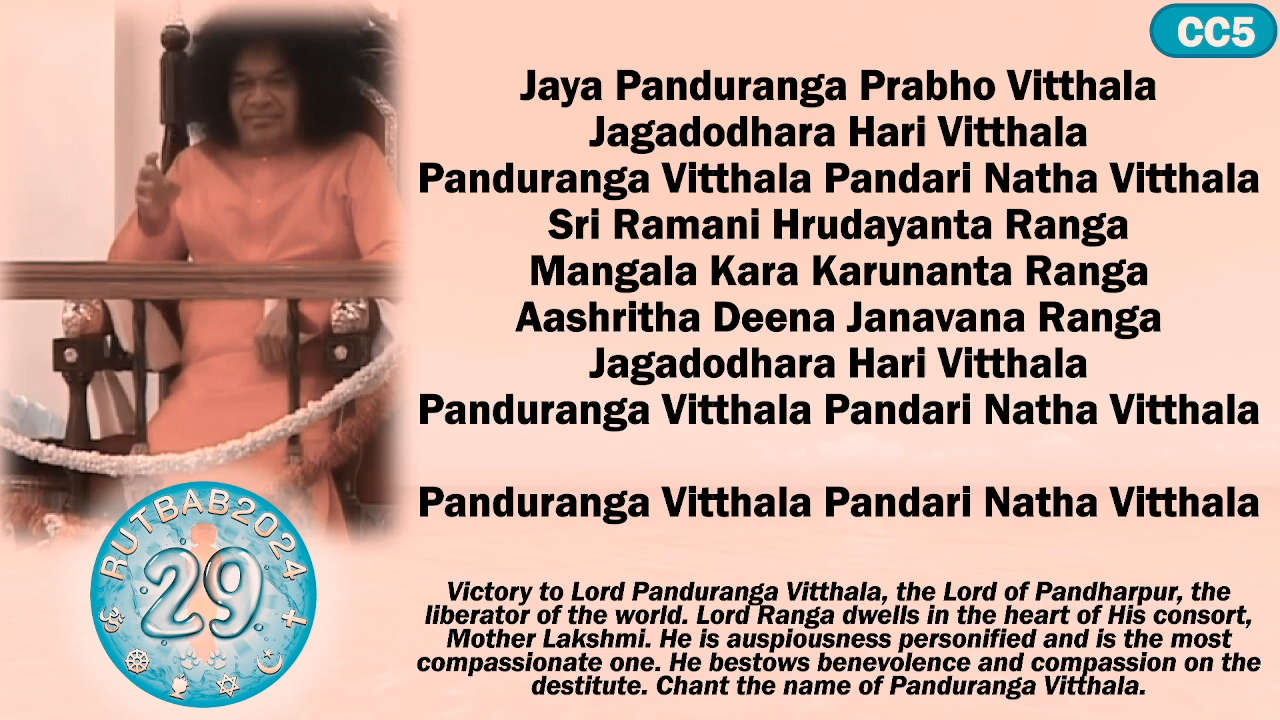 CC5
Jaya Panduranga Prabho Vitthala
Jagadodhara Hari Vitthala
Panduranga Vitthala Pandari Natha Vitthala
Sri Ramani Hrudayanta Ranga
Mangala Kara Karunanta Ranga
Aashritha Deena Janavana Ranga
Jagadodhara Hari Vitthala
Panduranga Vitthala Pandari Natha Vitthala
Panduranga Vitthala Pandari Natha Vitthala
RUTBAB2024
29
ॐ
Victory to Lord Panduranga Vitthala, the Lord of Pandharpur, the
liberator of the world. Lord Ranga dwells in the heart of His consort,
Mother Lakshmi. He is auspiousness personified and is the most
compassionate one. He bestows benevolence and compassion on the
destitute. Chant the name of Panduranga Vitthala.